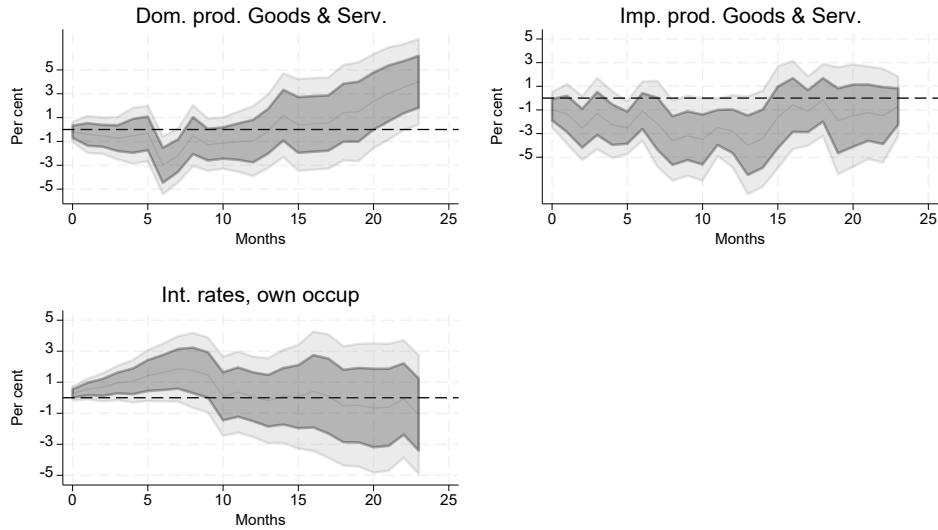 Dom. prod. Goods & Serv.
Per cent
5
3
1
-1
-3
-5
0 5 10 15 20 25
Months
Imp. prod. Goods & Serv.
5
3
1
-1
-3
-5
0 5 10 15 20 25
Months
Int. rates, own occup
Per cent
5
3
1
-1
-3
-5
0 5 10 15 20 25
Months